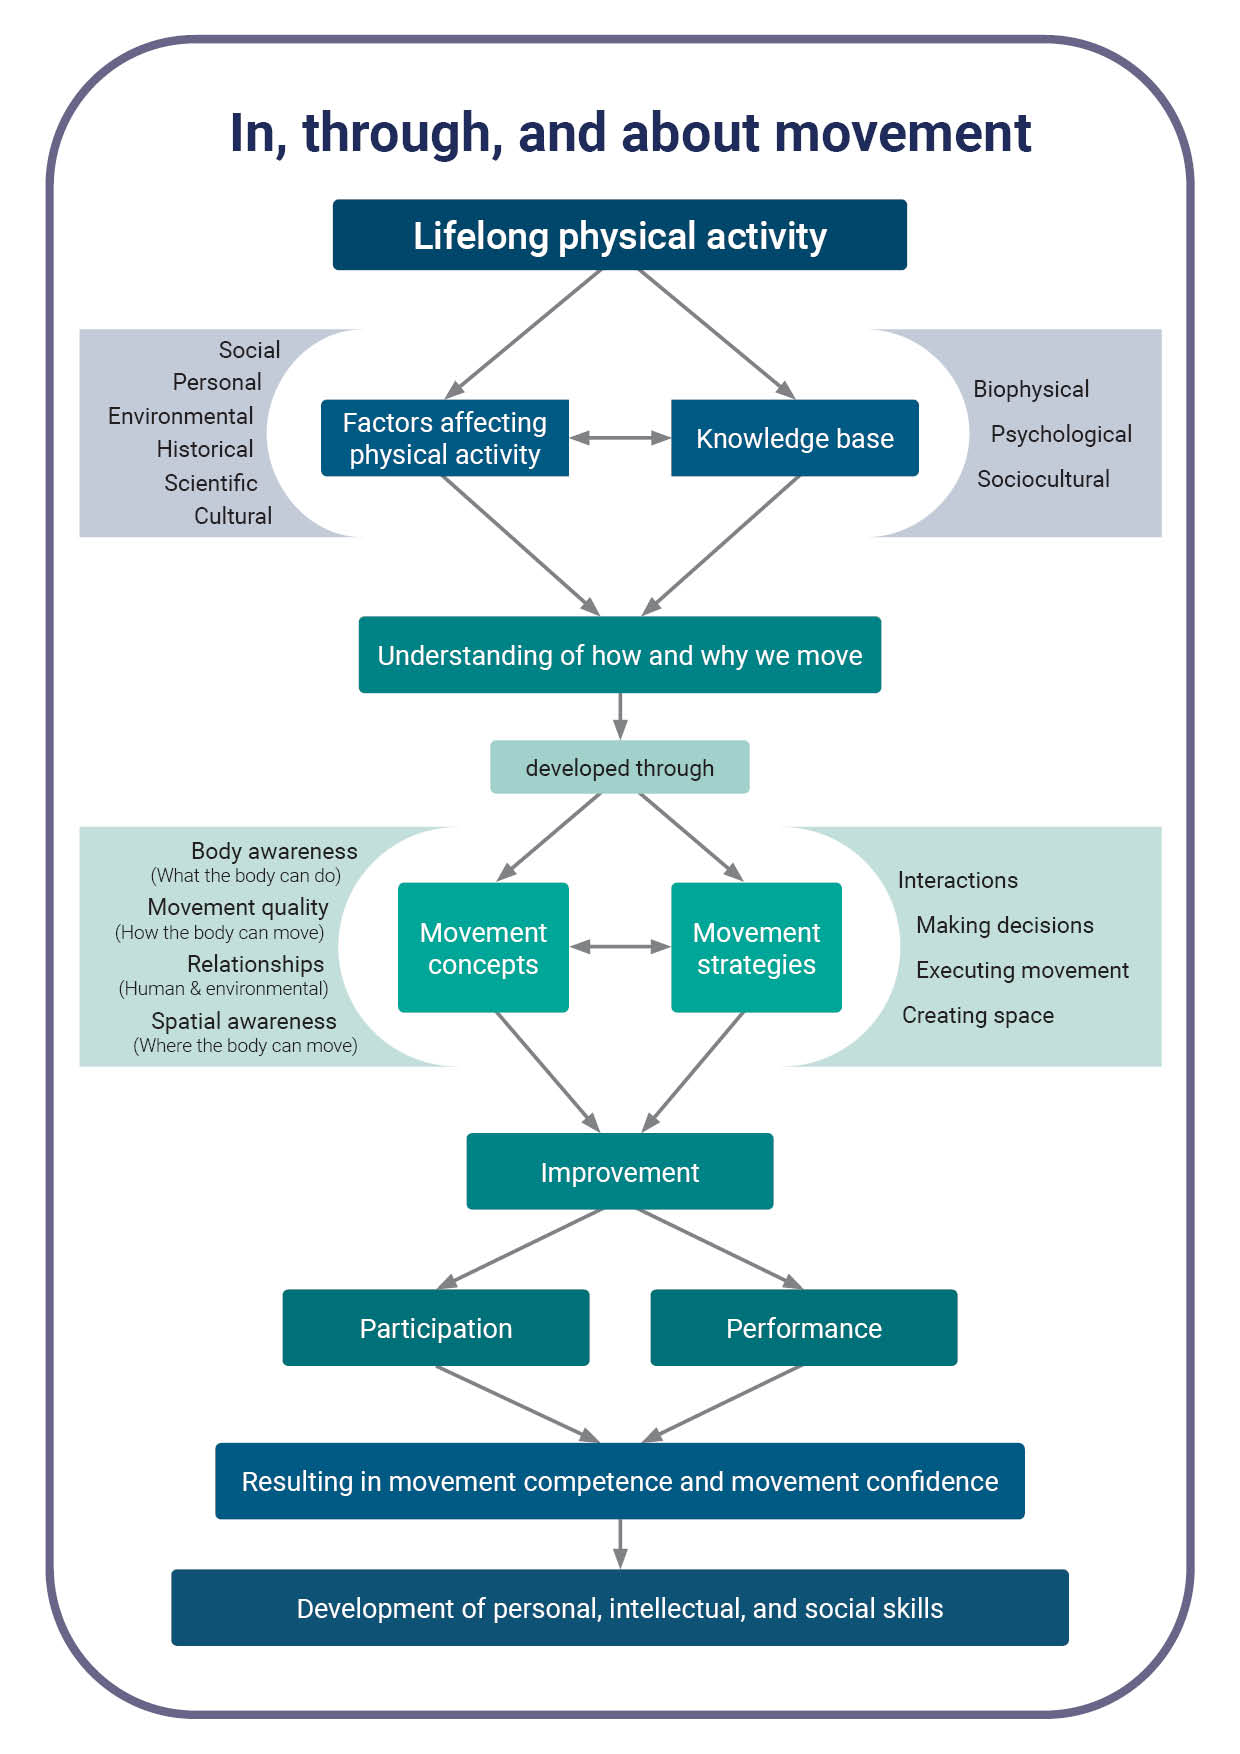 In, through, and about movement
Lifelong physical activity
Social
Personal
Environmental
Historical
Scientific
Cultural
Factors affecting
physical activity
Knowledge base
Biophysical
Psychological
Sociocultural
Understanding of how and why we move
developed through
Body awareness
(What the body can do)
Movement quality
(How the body can move)
Relationships
(Human & environmental)
Spatial awareness
(Where the body can move)
Movement
concepts
Movement
strategies
Interactions
Making decisions
Executing movement
Creating space
Improvement
Participation
Performance
Resulting in movement competence and movement confidence
Development of personal, intellectual, and social skills